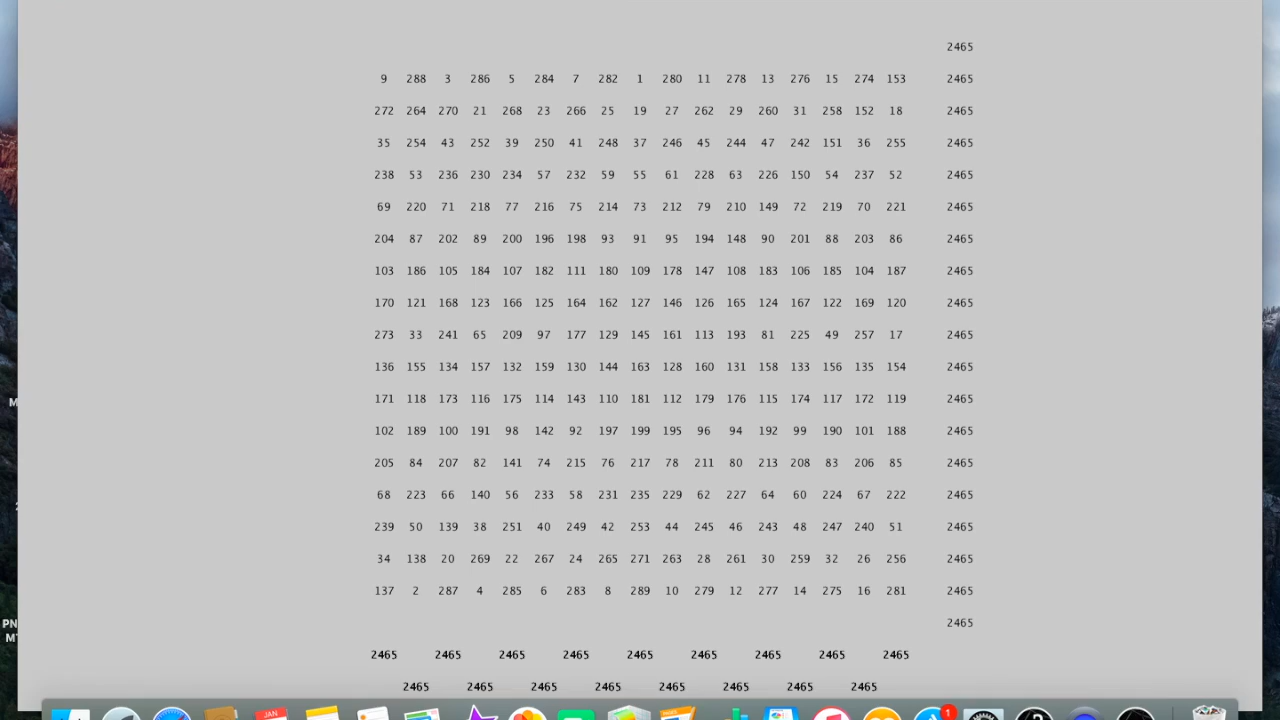 2465
9 288 3 286 5 284 7 282 1 280 11 278 13 276 15 274 153 2465
272 264 270 21 268 23 266 25 19 27 262 29 260 31 258 152 18 2465
35 254 43 252 39 250 41 248 37 246 45 244 47 242 151 36 255 2465
238 53 236 230 234 57 232 59 55 61 228 63 226 150 54 237 52 2465
69 220 71 218 77 216 75 214 73 212 79 210 149 72 219 70 221 2465
204 87 202 89 200 196 198 93 91 95 194 148 90 201 88 203 86 2465
103 186 105 184 107 182 111 180 109 178 147 108 183 106 185 104 187 2465
170 121 168 123 166 125 164 162 127 146 126 165 124 167 122 169 120 2465
273 33 241 65 209 97 177 129 145 161 113 193 81 225 49 257 17 2465
136 155 134 157 132 159 130 144 163 128 160 131 158 133 156 135 154 2465
171 118 173 116 175 114 143 110 181 112 179 176 115 174 117 172 119 2465
M
102 189 100 191 98 142 92 197 199 195 96 94 192 99 190 101 188 2465
205 84 207 82 141 74 215 76 217 78 211 80 213 208 83 206 85 2465
68 223 66 140 56 233 58 231 235 229 62 227 64 60 224 67 222 2465
239 50 139 38 251 40 249 42 253 44 245 46 243 48 247 240 51 2465
34 138 20 269 22 267 24 265 271 263 28 261 30 259 32 26 256 2465
137 2 287 4 285 6 283 8 289 10 279 12 277 14 275 16 281 2465
PN
2465
M
2465 2465 2465 2465 2465 2465 2465 2465 2465
2465 2465 2465 2465 2465 2465 2465 2465
JAN
PAGES
1
?